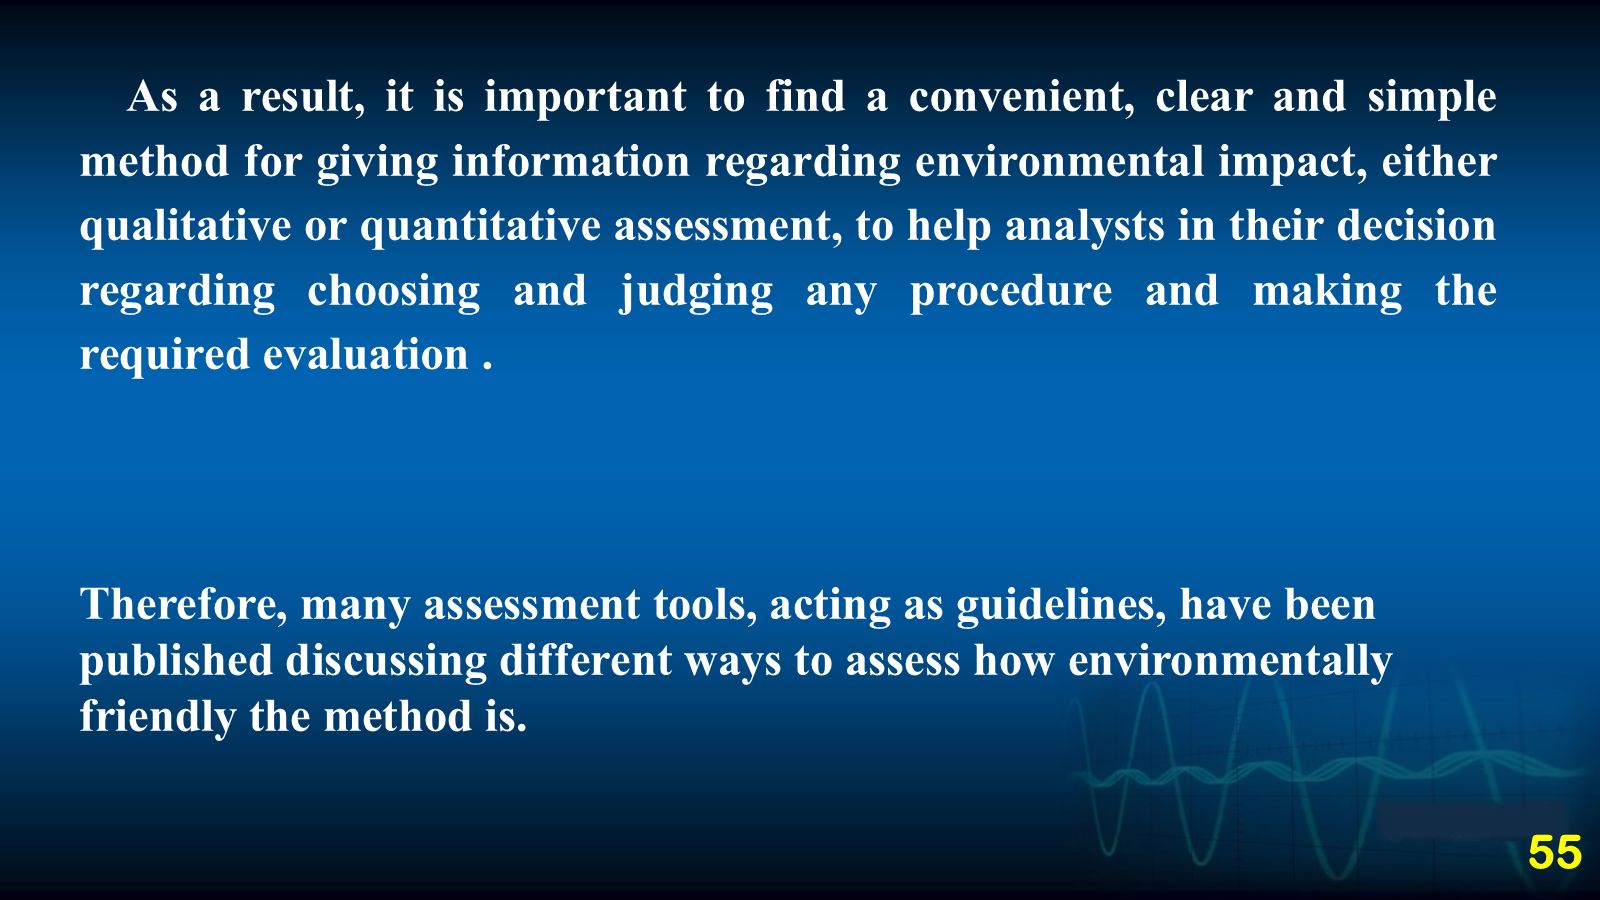 As a result, it is important to find a convenient, clear and simple
method for giving information regarding environmental impact, either
qualitative or quantitative assessment, to help analysts in their decision
regarding choosing and judging any procedure and making the
required evaluation .
Therefore, many assessment tools, acting as guidelines, have been
published discussing different ways to assess how environmentally
friendly the method is.
55